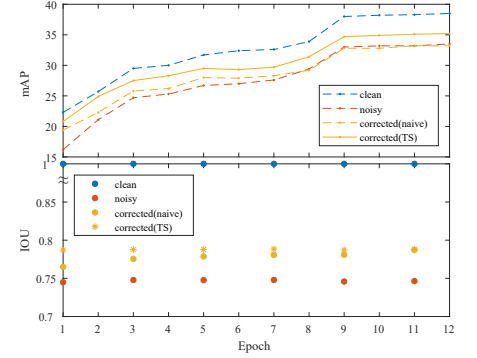 40
35
30
25
20
15
mAP
clean
noisy
corrected(naive)
corrected(TS)
1
0.85
0.8
0.75
0.7
IOU
clean
noisy
corrected(naive)
corrected(TS)
1 2 3 4 5 6 7 8 9 10 11 12
Epoch